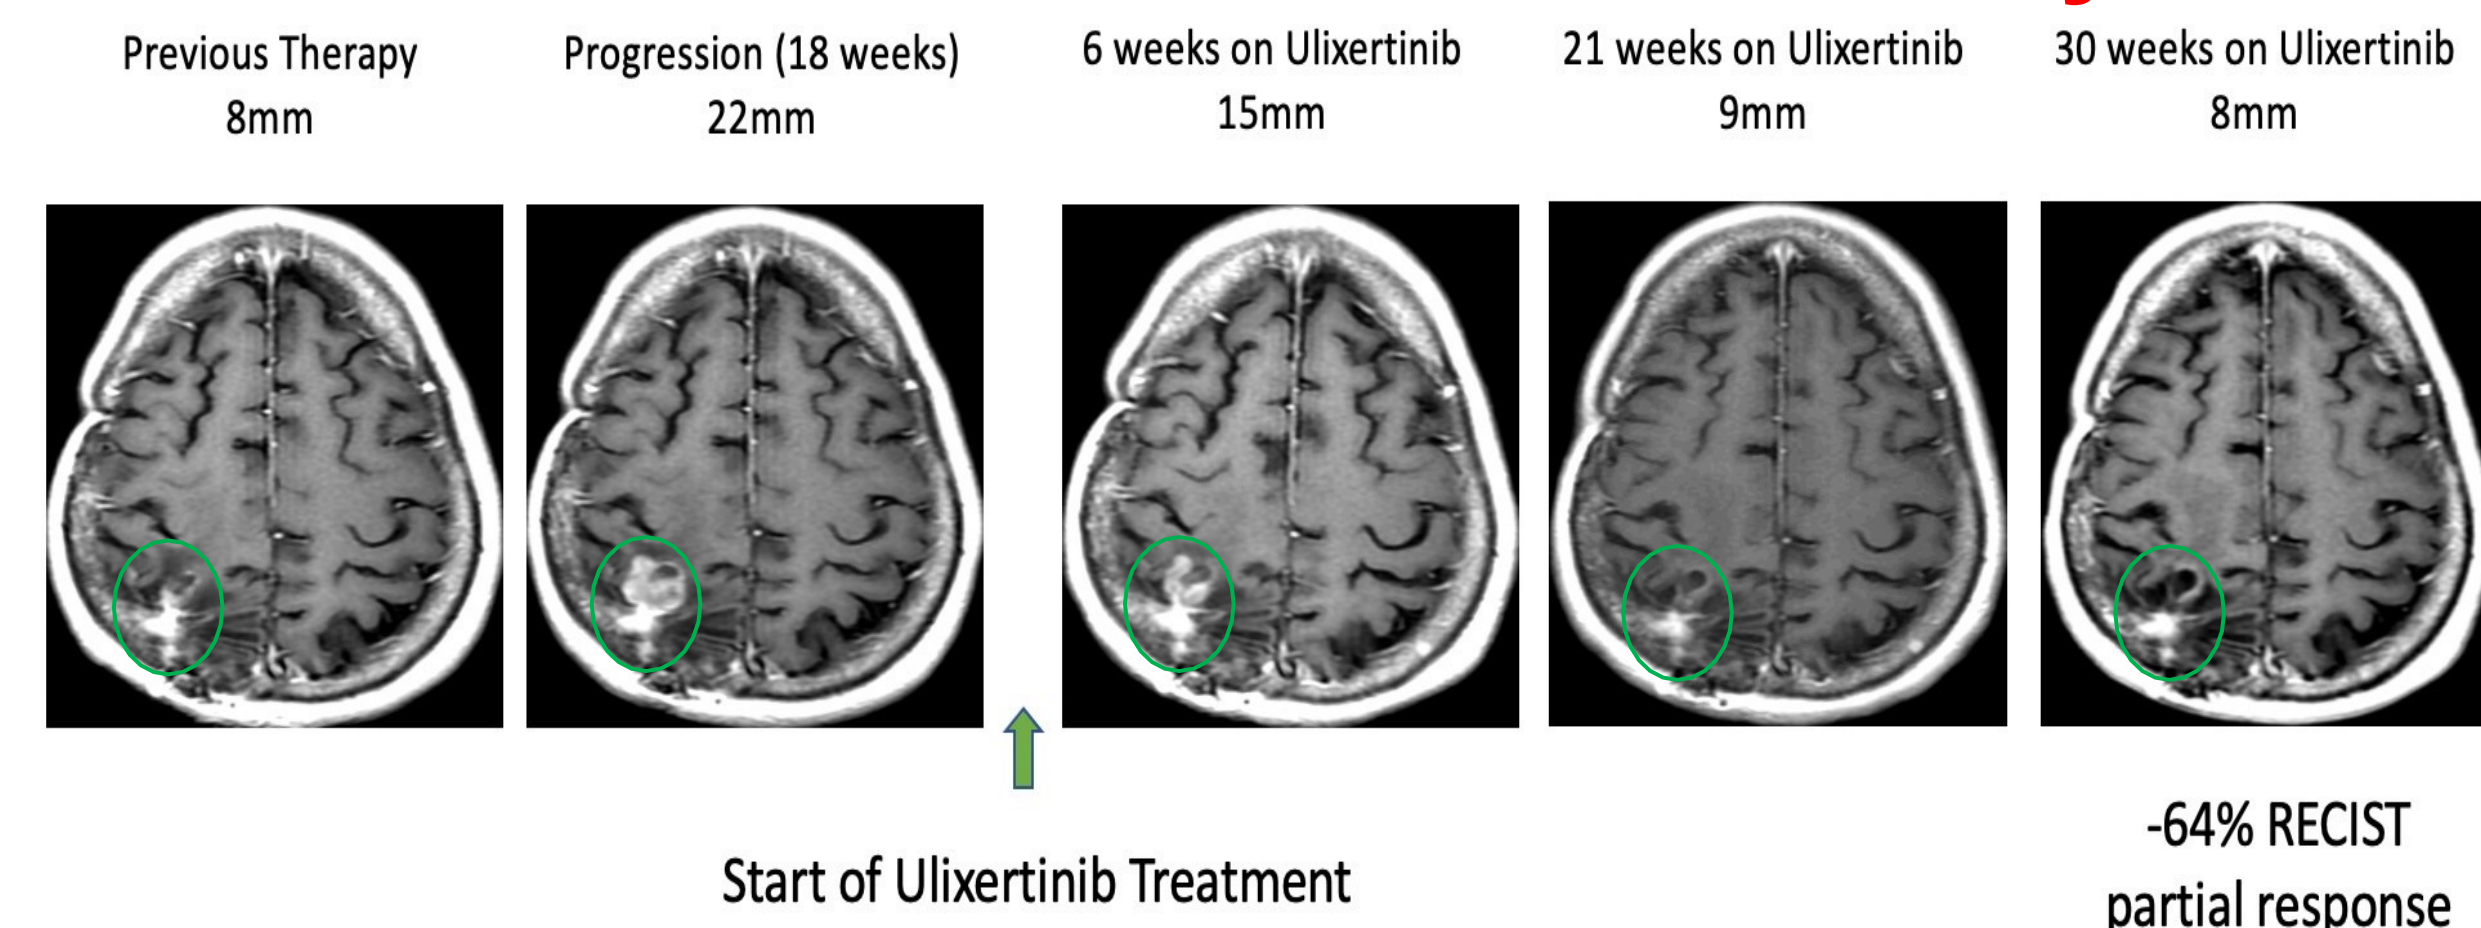 Previous Therapy
8mm
Progression (18 weeks)
22mm
6 weeks on Ulixertinib
15mm
21 weeks on Ulixertinib
9mm
30 weeks on Ulixertinib
8mm
Start of Ulixertinib Treatment
-64% RECIST
partial response